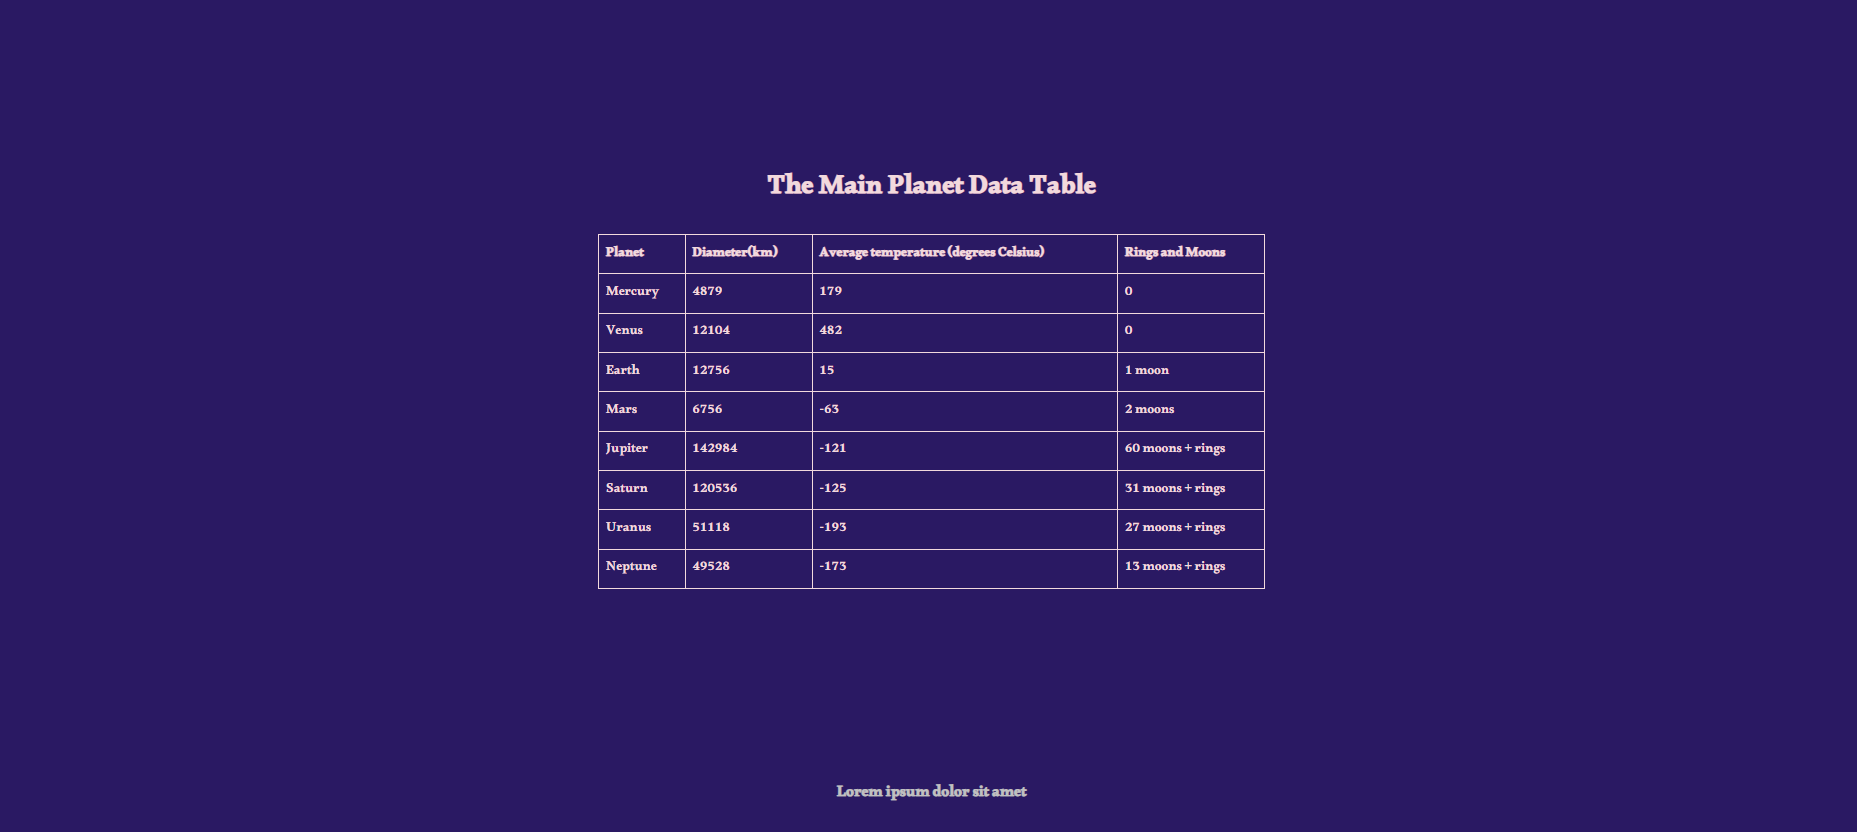 The Main Planet Data Table
Planet Diameter(km) Average temperature (degrees Celsius) Rings and Moons
Mercury 4879 179 0
Venus 12104 482 0
Earth 12756 15 1 moon
Mars 6756 -63 2 moons
Jupiter 142984 -121 60 moons + rings
Saturn 120536 -125 31 moons + rings
Uranus 51118 -193 27 moons + rings
Neptune 49528 -173 13 moons + rings
Lorem ipsum dolor sit amet